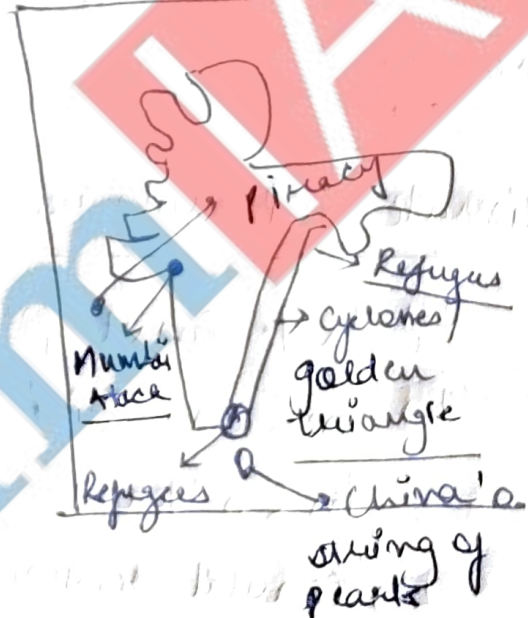 Piracy
Refugees
Cyclones/
golden
triangle
Mumbai
Attack
Refugees
China's
string of
pearls